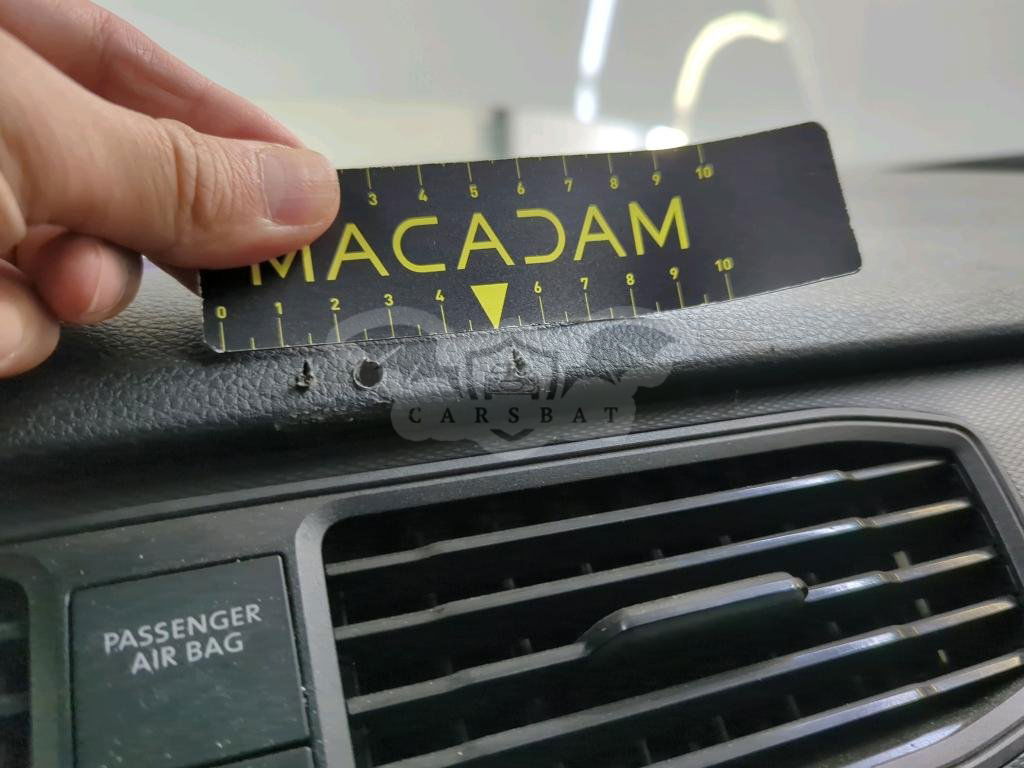 3 4 5 6 7 8 9 10
MACADAM
0 1 2 3 4 6 7 8 9 10
CARSBAT
PASSENGER
AIR BAG